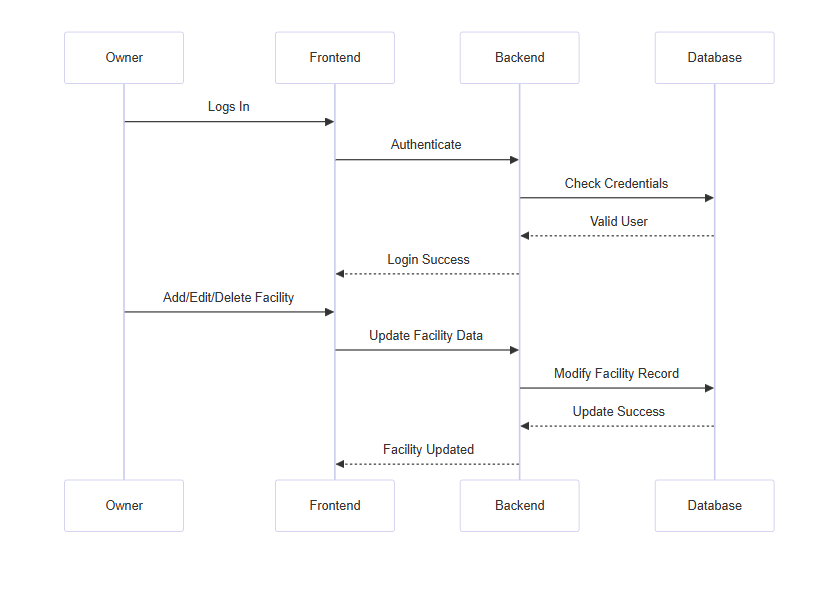 Owner
Frontend
Backend
Database
Logs In
Authenticate
Check Credentials
Valid User
Login Success
Add/Edit/Delete Facility
Update Facility Data
Modify Facility Record
Update Success
Facility Updated
Owner
Frontend
Backend
Database